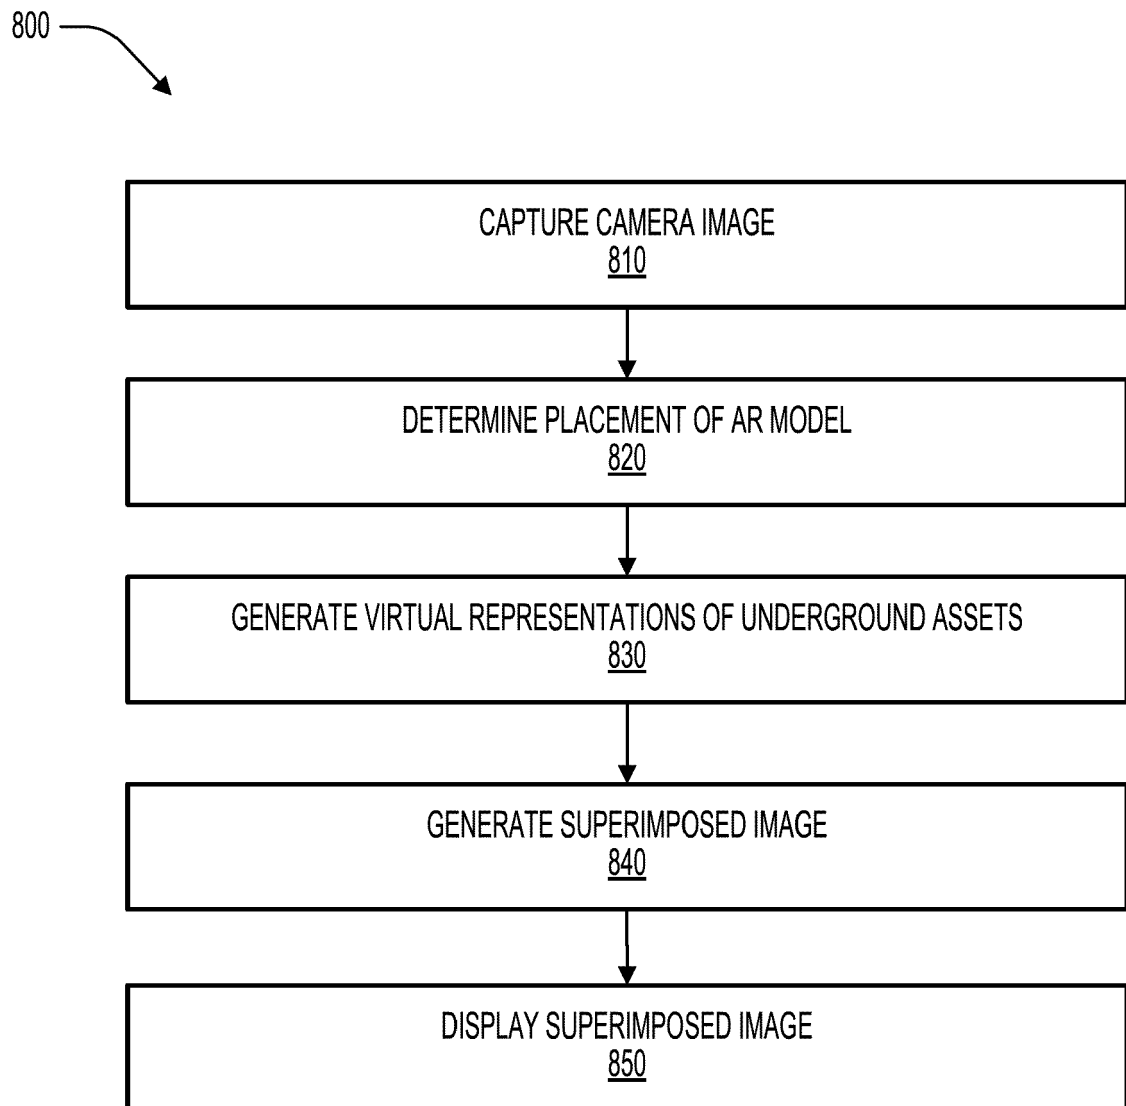 800
CAPTURE CAMERA IMAGE
810
DETERMINE PLACEMENT OF AR MODEL
820
GENERATE VIRTUAL REPRESENTATIONS OF UNDERGROUND ASSETS
830
GENERATE SUPERIMPOSED IMAGE
840
DISPLAY SUPERIMPOSED IMAGE
850